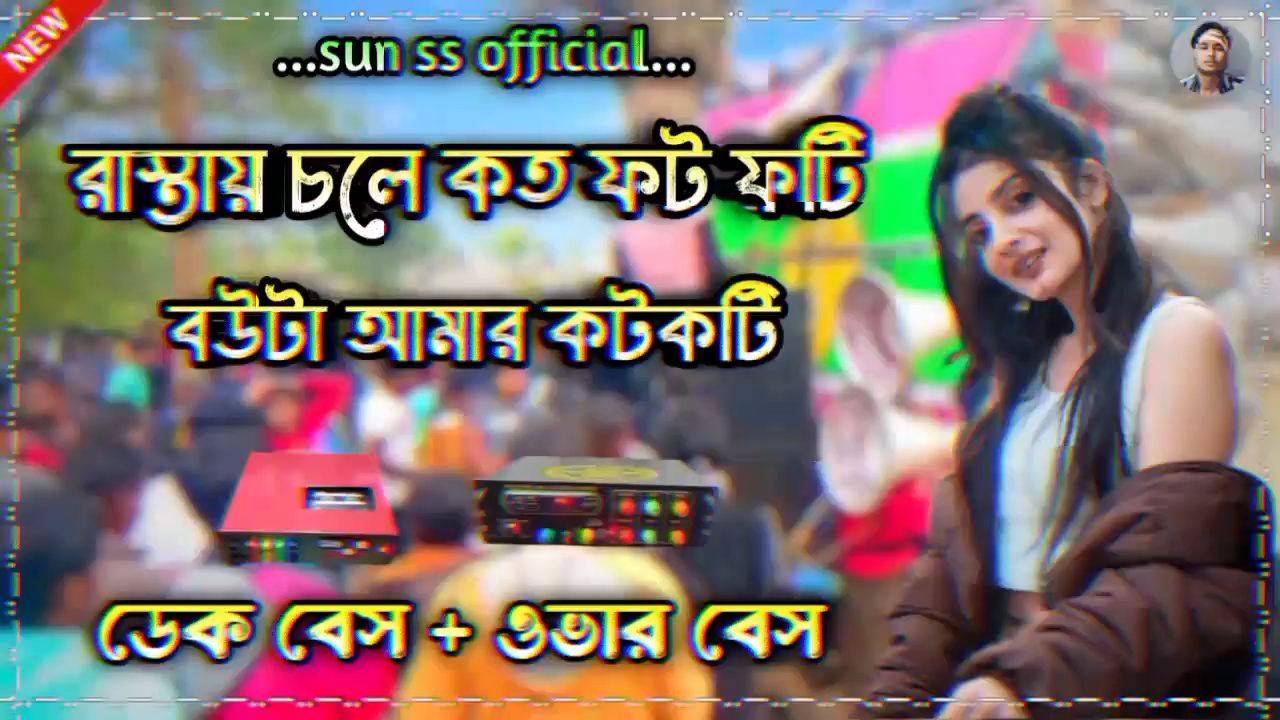 NEW
...sun ss official...
রাস্তায় চলে কত ফট ফটি
বউটা আমার কটকটি
ডেক বেস + ওভার বেস